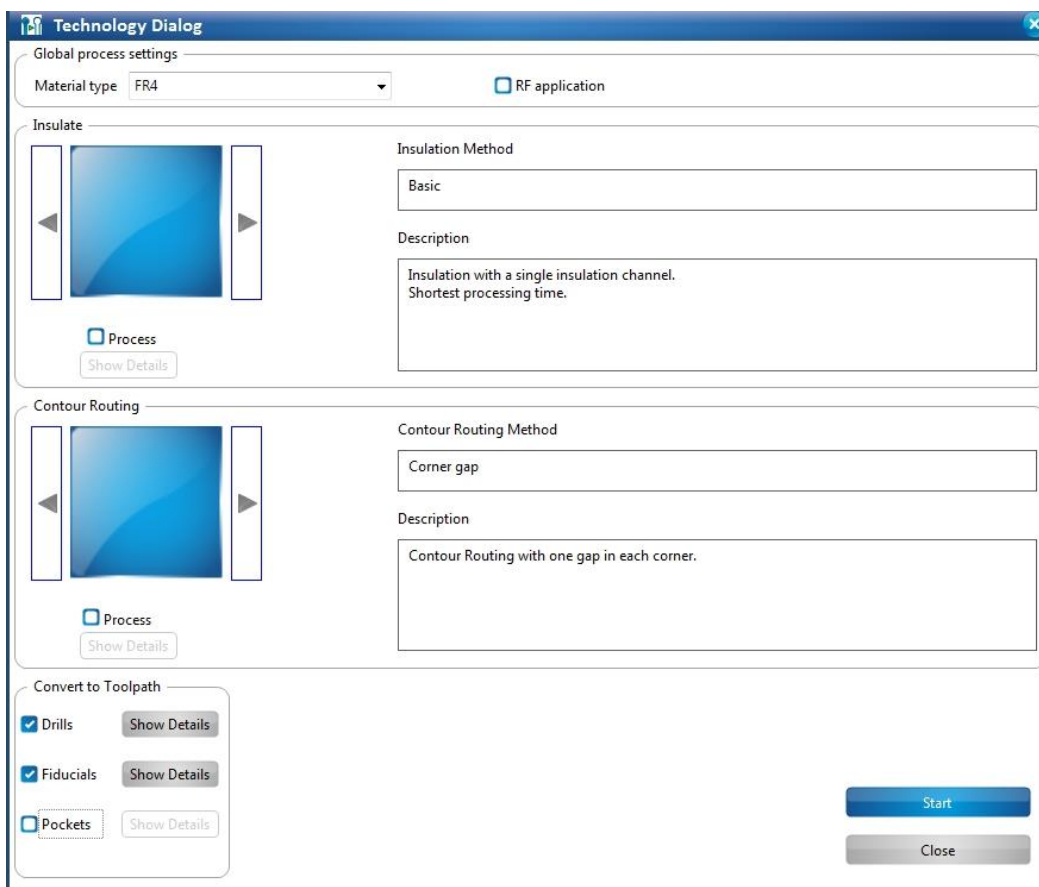 Technology Dialog
Global process settings
Material type FR4 RF application
Insulate
Insulation Method
Basic
Description
Insulation with a single insulation channel.
Shortest processing time.
Process
Show Details
Contour Routing
Contour Routing Method
Corner gap
Description
Contour Routing with one gap in each corner.
Process
Show Details
Convert to Toolpath
Drills Show Details
Fiducials Show Details
Pockets Show Details
Start
Close